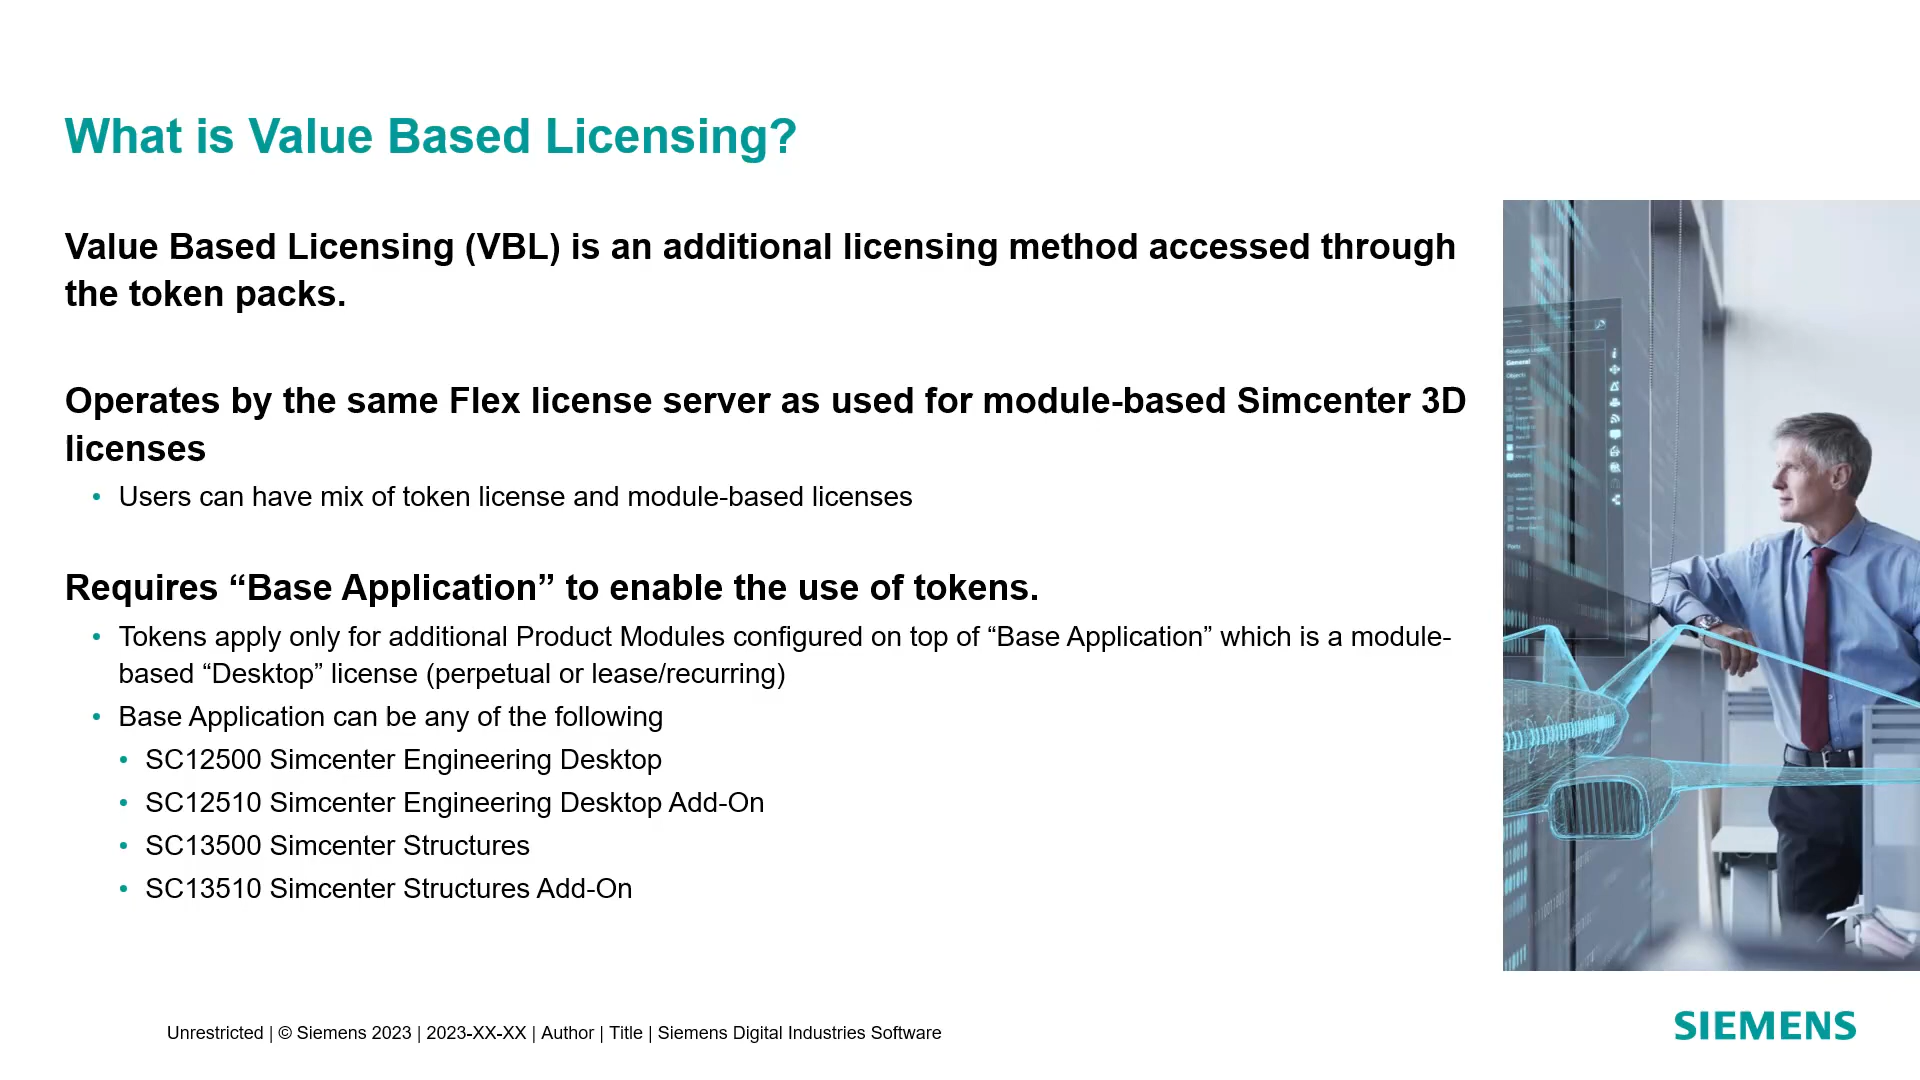 What is Value Based Licensing?
Value Based Licensing (VBL) is an additional licensing method accessed through
the token packs.
Operates by the same Flex license server as used for module-based Simcenter 3D
licenses
• Users can have mix of token license and module-based licenses
Requires “Base Application” to enable the use of tokens.
• Tokens apply only for additional Product Modules configured on top of “Base Application” which is a module-
based “Desktop” license (perpetual or lease/recurring)
• Base Application can be any of the following
• SC12500 Simcenter Engineering Desktop
• SC12510 Simcenter Engineering Desktop Add-On
• SC13500 Simcenter Structures
• SC13510 Simcenter Structures Add-On
General
Objects
Relations
Ports
Unrestricted | © Siemens 2023 | 2023-XX-XX | Author | Title | Siemens Digital Industries Software
SIEMENS